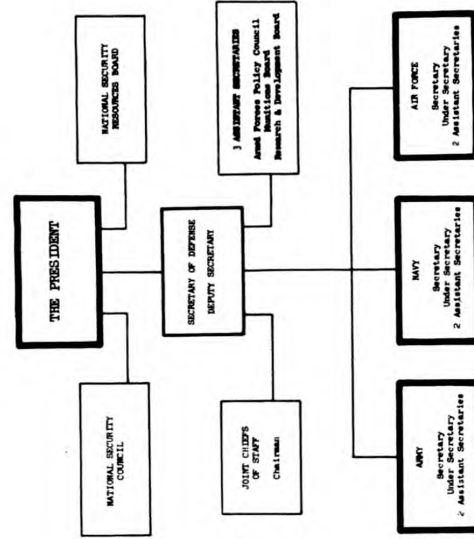 THE PRESIDENT
NATIONAL SECURITY
COUNCIL
NATIONAL SECURITY
RESOURCES BOARD
SECRETARY OF DEFENSE
DEPUTY SECRETARY
JOINT CHIEFS
OF STAFF
Chairman
3 ASSISTANT SECRETARIES
Armed Forces Policy Council
Munitions Board
Research & Development Board
ARMY
Secretary
Under Secretary
2 Assistant Secretaries
NAVY
Secretary
Under Secretary
2 Assistant Secretaries
AIR FORCE
Secretary
Under Secretary
2 Assistant Secretaries